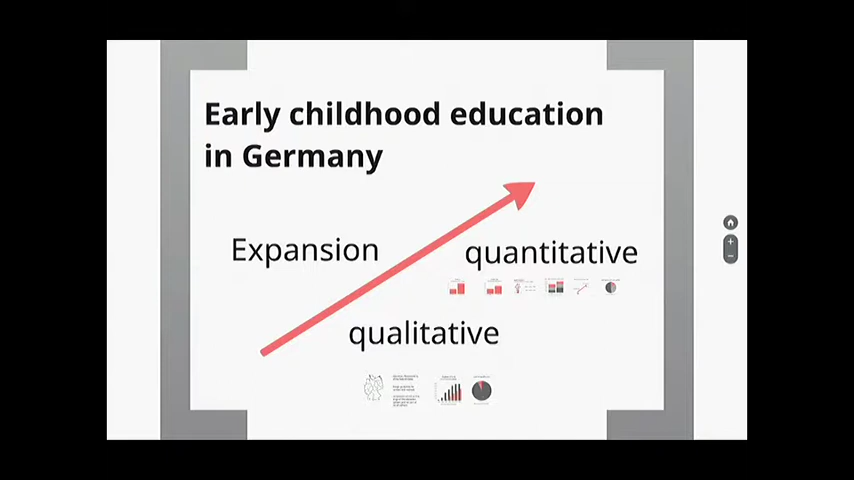 Early childhood education
in Germany
Expansion
quantitative
qualitative